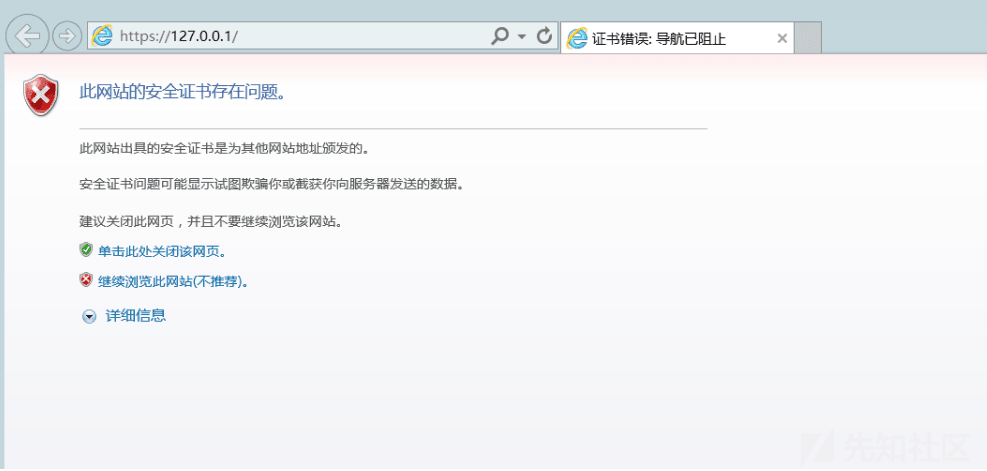 https://127.0.0.1/
证书错误: 导航已阻止
此网站的安全证书存在问题。
此网站出具的安全证书是为其他网站地址颁发的。
安全证书问题可能显示试图欺骗你或截获你向服务器发送的数据。
建议关闭此网页，并且不要继续浏览该网站。
单击此处关闭该网页。
继续浏览此网站(不推荐)。
详细信息
先知社区